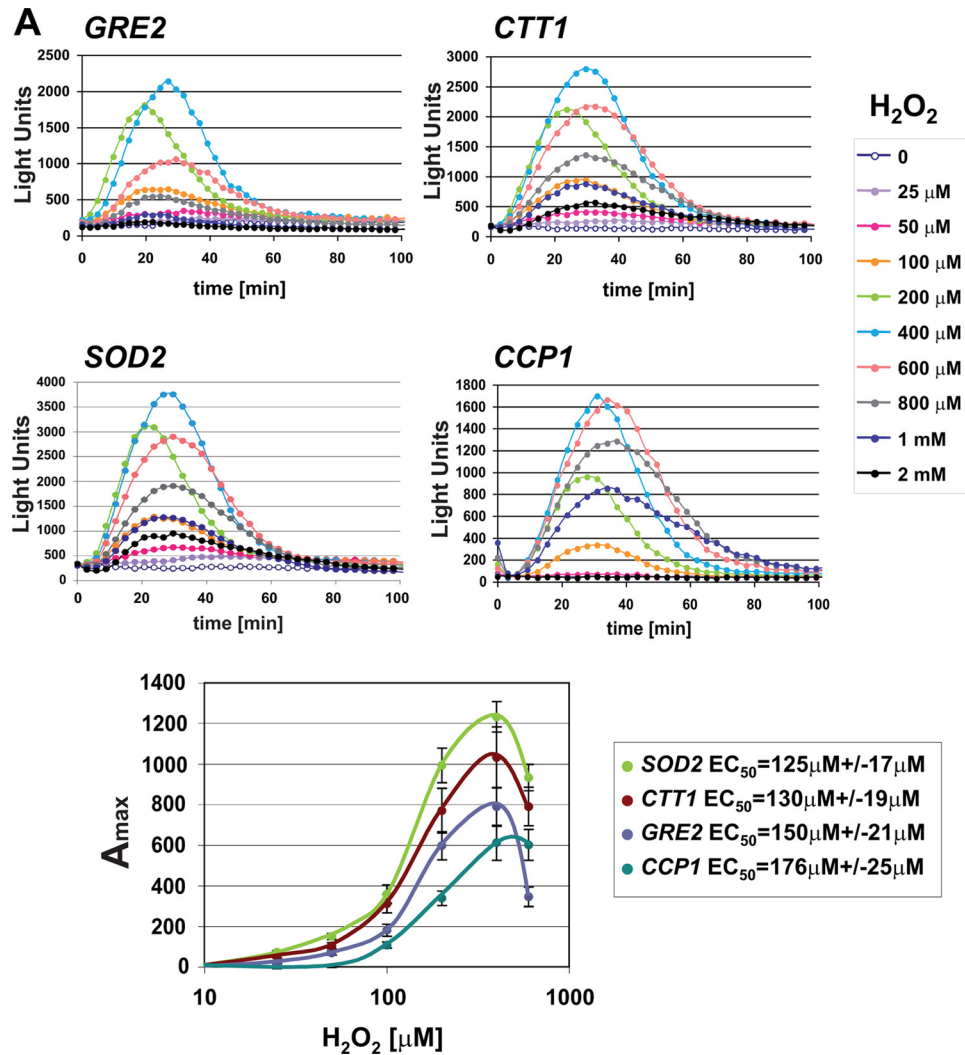 A
GRE2
Light Units
2500
2000
1500
1000
500
0
0 20 40 60 80 100
time [min]
CTT1
Light Units
3000
2500
2000
1500
1000
500
0
0 20 40 60 80 100
time [min]
SOD2
Light Units
4000
3500
3000
2500
2000
1500
1000
500
0
0 20 40 60 80 100
time [min]
CCP1
Light Units
1800
1600
1400
1200
1000
800
600
400
200
0
0 20 40 60 80 100
time [min]
H₂O₂
0
25 µM
50 µM
100 µM
200 µM
400 µM
600 µM
800 µM
1 mM
2 mM
Amax
1400
1200
1000
800
600
400
200
0
10 100 1000
H₂O₂ [µM]
SOD2 EC₅₀=125µM+/-17µM
CTT1 EC₅₀=130µM+/-19µM
GRE2 EC₅₀=150µM+/-21µM
CCP1 EC₅₀=176µM+/-25µM